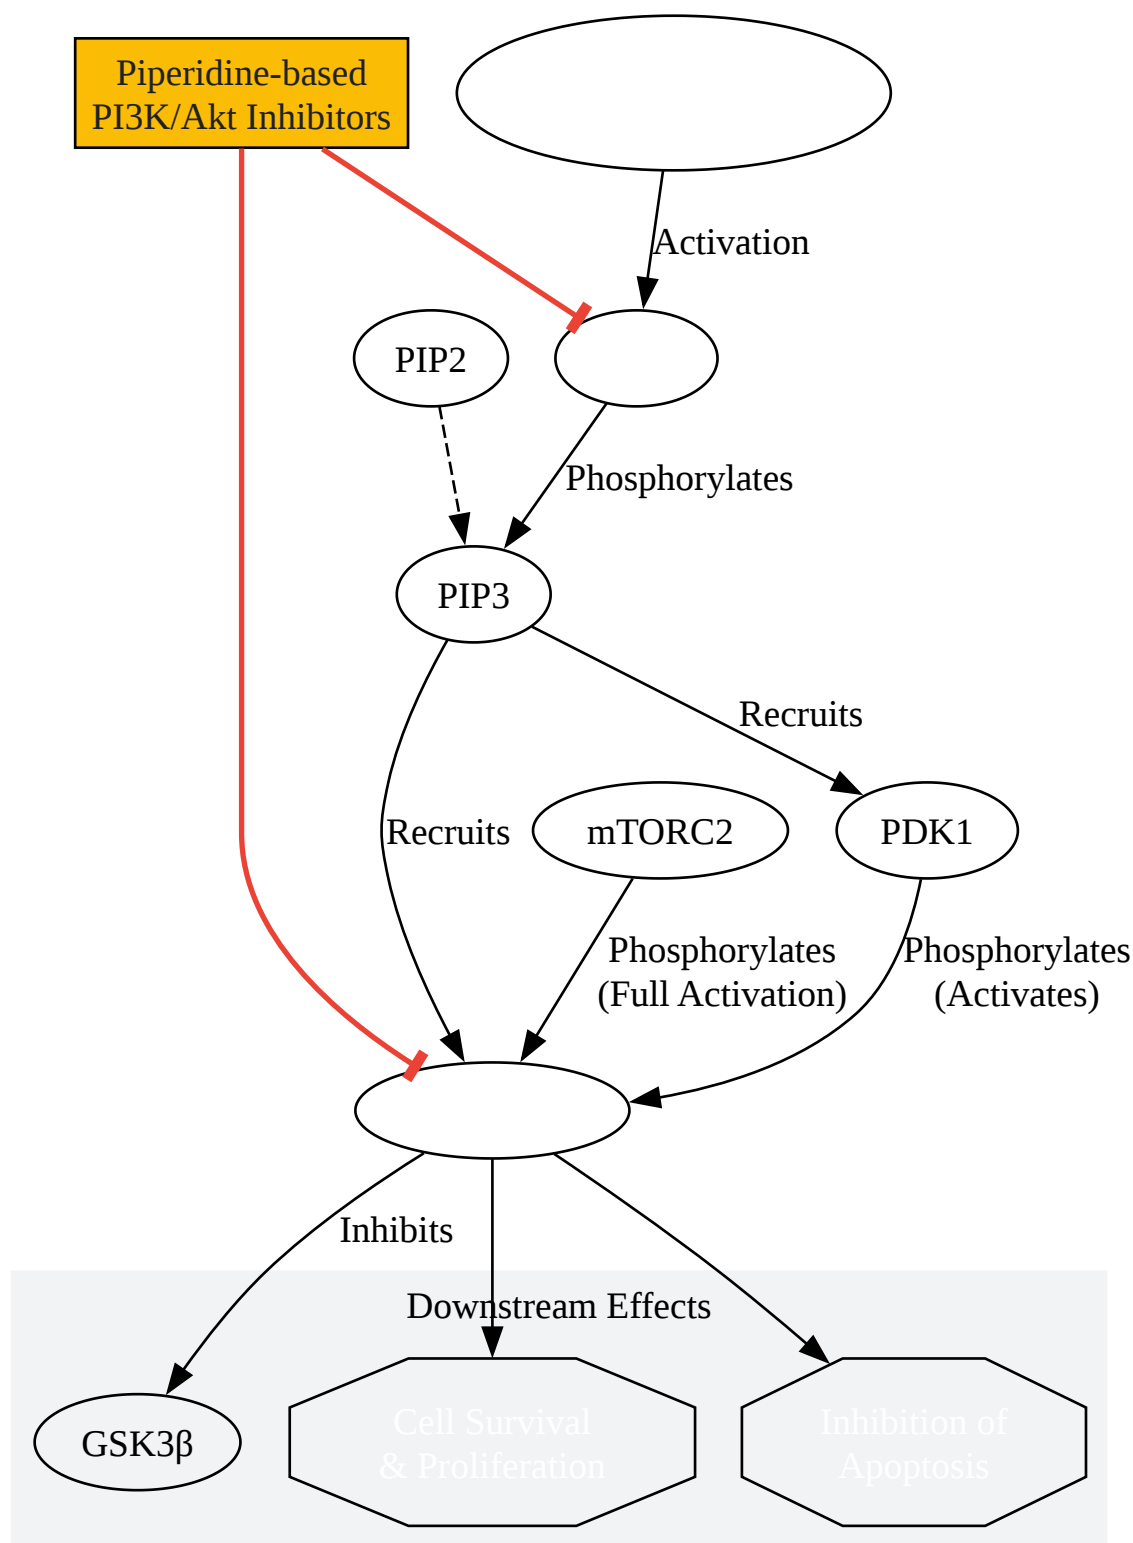 Piperidine-based
PI3K/Akt Inhibitors
Activation
PIP2
Phosphorylates
PIP3
Recruits
Recruits
mTORC2
PDK1
Phosphorylates
(Full Activation)
Phosphorylates
(Activates)
Inhibits
Downstream Effects
GSK3β
Cell Survival
& Proliferation
Inhibition of
Apoptosis